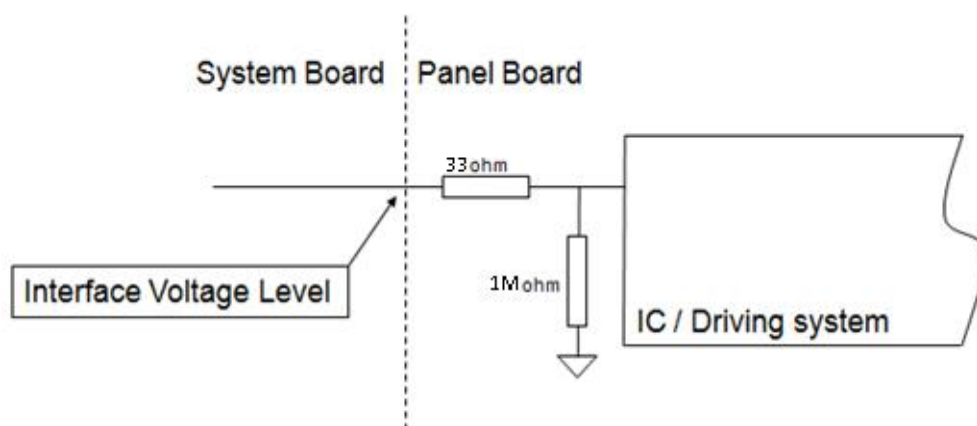 System Board
Panel Board
33ohm
Interface Voltage Level
1Mohm
IC / Driving system